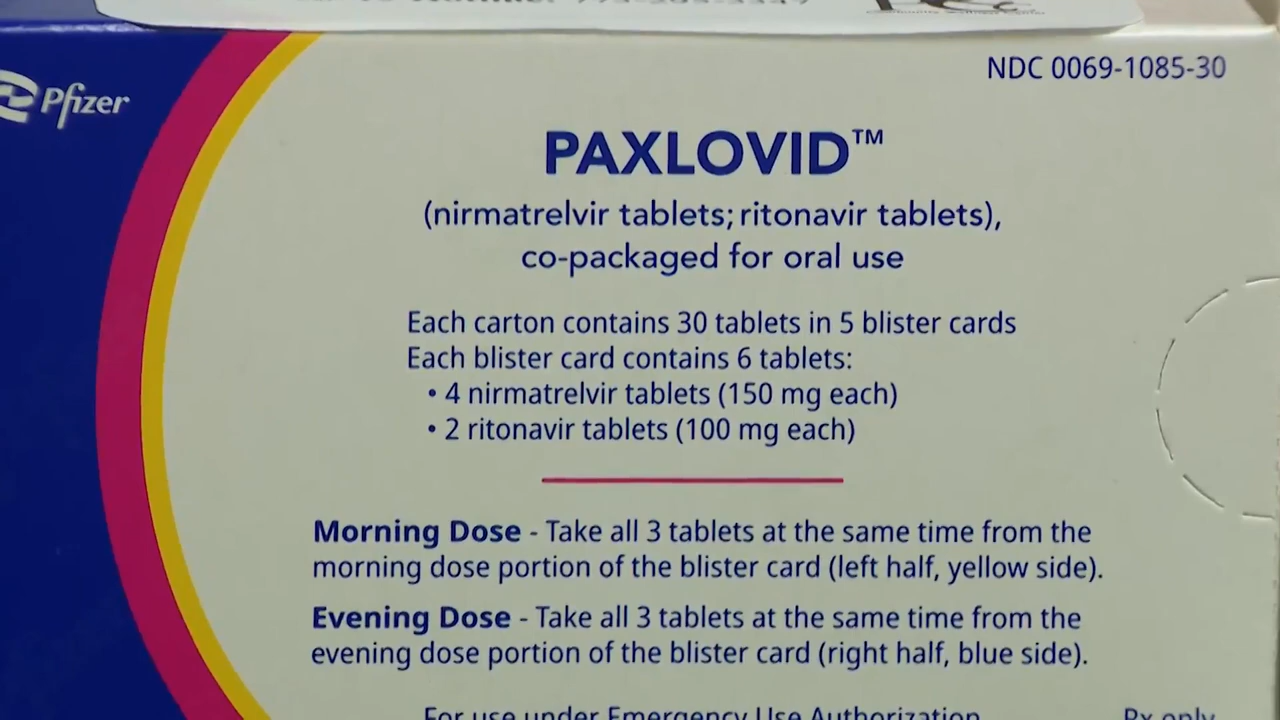 NDC 0069-1085-30
Pfizer
PAXLOVID™
(nirmatrelvir tablets; ritonavir tablets),
co-packaged for oral use
Each carton contains 30 tablets in 5 blister cards
Each blister card contains 6 tablets:
• 4 nirmatrelvir tablets (150 mg each)
• 2 ritonavir tablets (100 mg each)
Morning Dose - Take all 3 tablets at the same time from the
morning dose portion of the blister card (left half, yellow side).
Evening Dose - Take all 3 tablets at the same time from the
evening dose portion of the blister card (right half, blue side).
For use under Emergency Use Authorization
Rx only